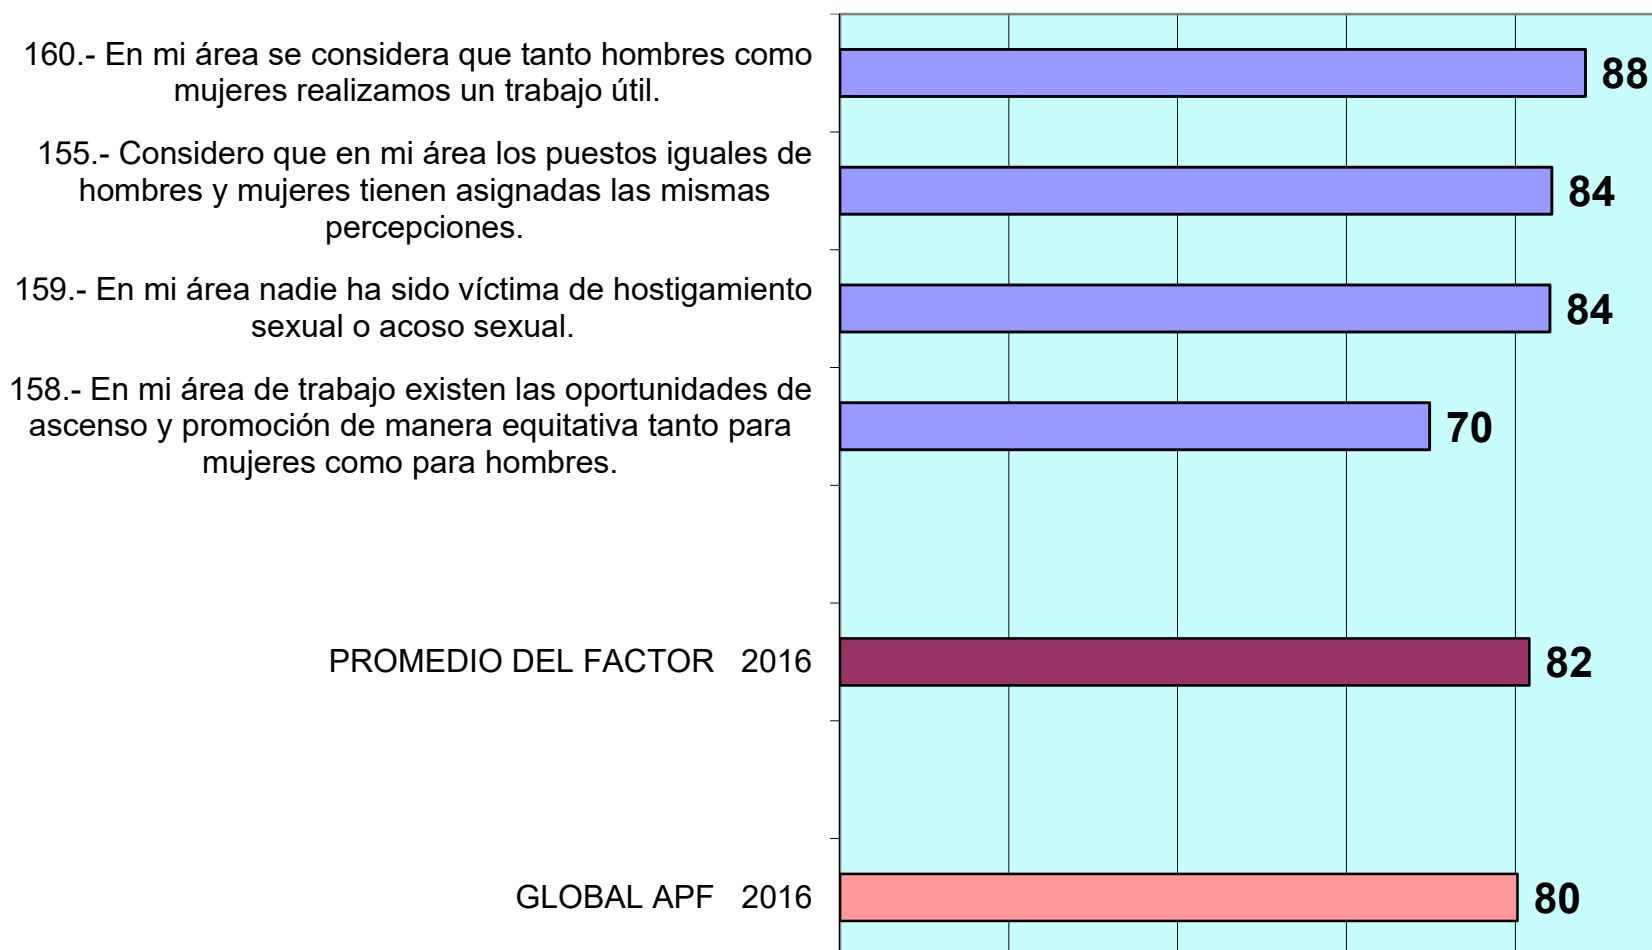 160.- En mi área se considera que tanto hombres como
mujeres realizamos un trabajo útil.
88
155.- Considero que en mi área los puestos iguales de
hombres y mujeres tienen asignadas las mismas
percepciones.
84
159.- En mi área nadie ha sido víctima de hostigamiento
sexual o acoso sexual.
84
158.- En mi área de trabajo existen las oportunidades de
ascenso y promoción de manera equitativa tanto para
mujeres como para hombres.
70
PROMEDIO DEL FACTOR 2016
82
GLOBAL APF 2016
80